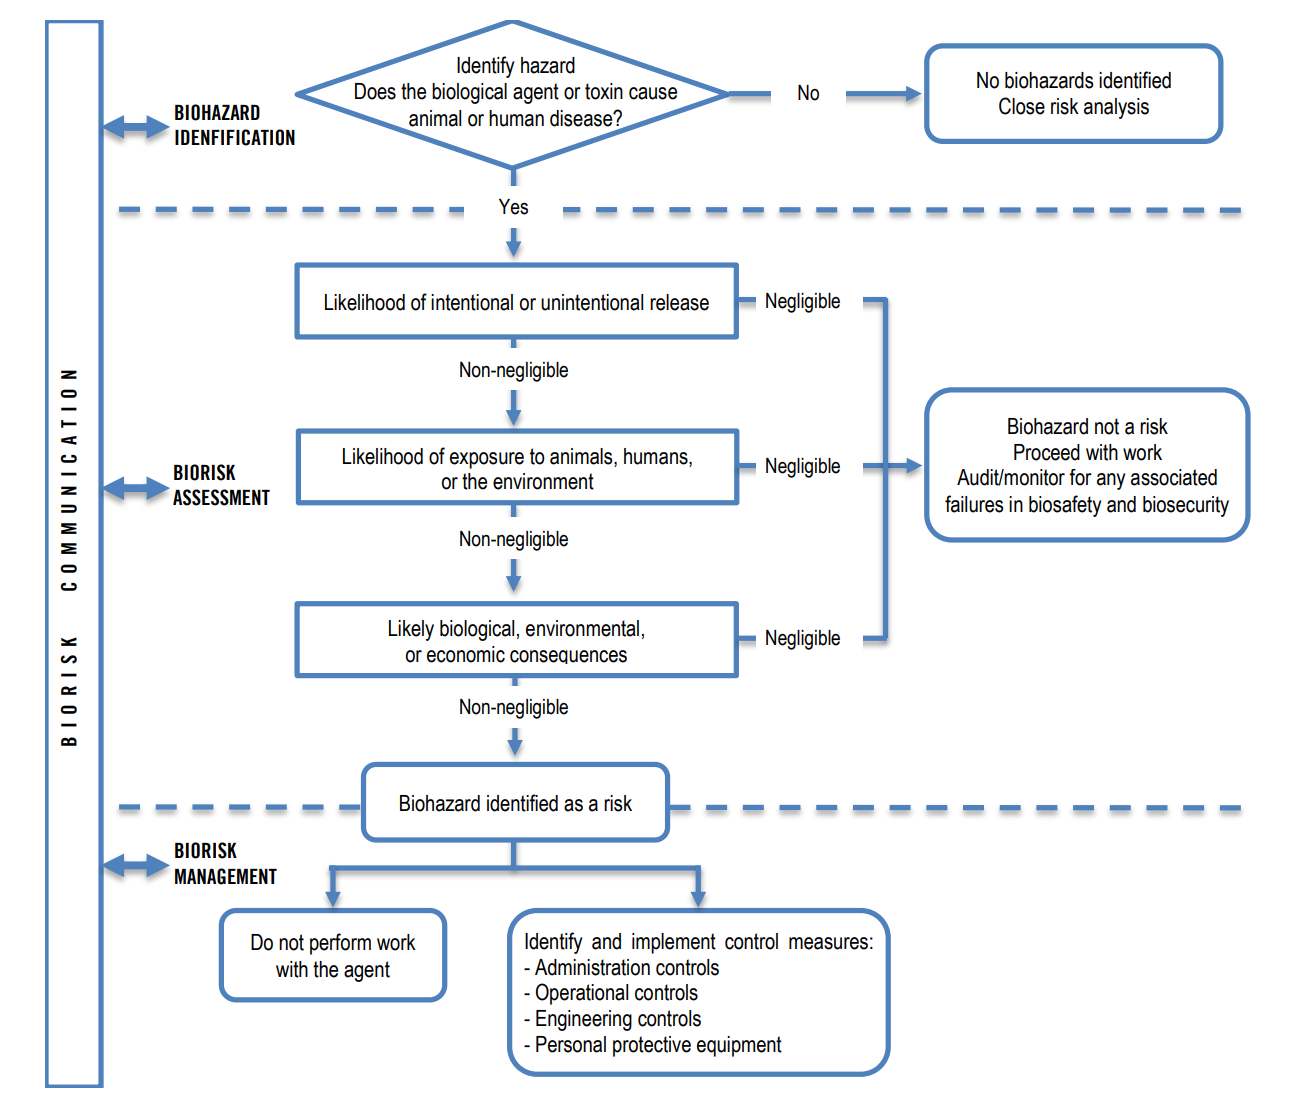 Identify hazard
Does the biological agent or toxin cause
animal or human disease?
No
No biohazards identified
Close risk analysis
BIOHAZARD
IDENFIFICATION
Yes
Likelihood of intentional or unintentional release
Negligible
Non-negligible
Likelihood of exposure to animals, humans,
or the environment
Negligible
Biohazard not a risk
Proceed with work
Audit/monitor for any associated
failures in biosafety and biosecurity
BIORISK
ASSESSMENT
Non-negligible
Likely biological, environmental,
or economic consequences
Negligible
Non-negligible
Biohazard identified as a risk
BIORISK
MANAGEMENT
Do not perform work
with the agent
Identify and implement control measures:
- Administration controls
- Operational controls
- Engineering controls
- Personal protective equipment
BIORISK COMMUNICATION